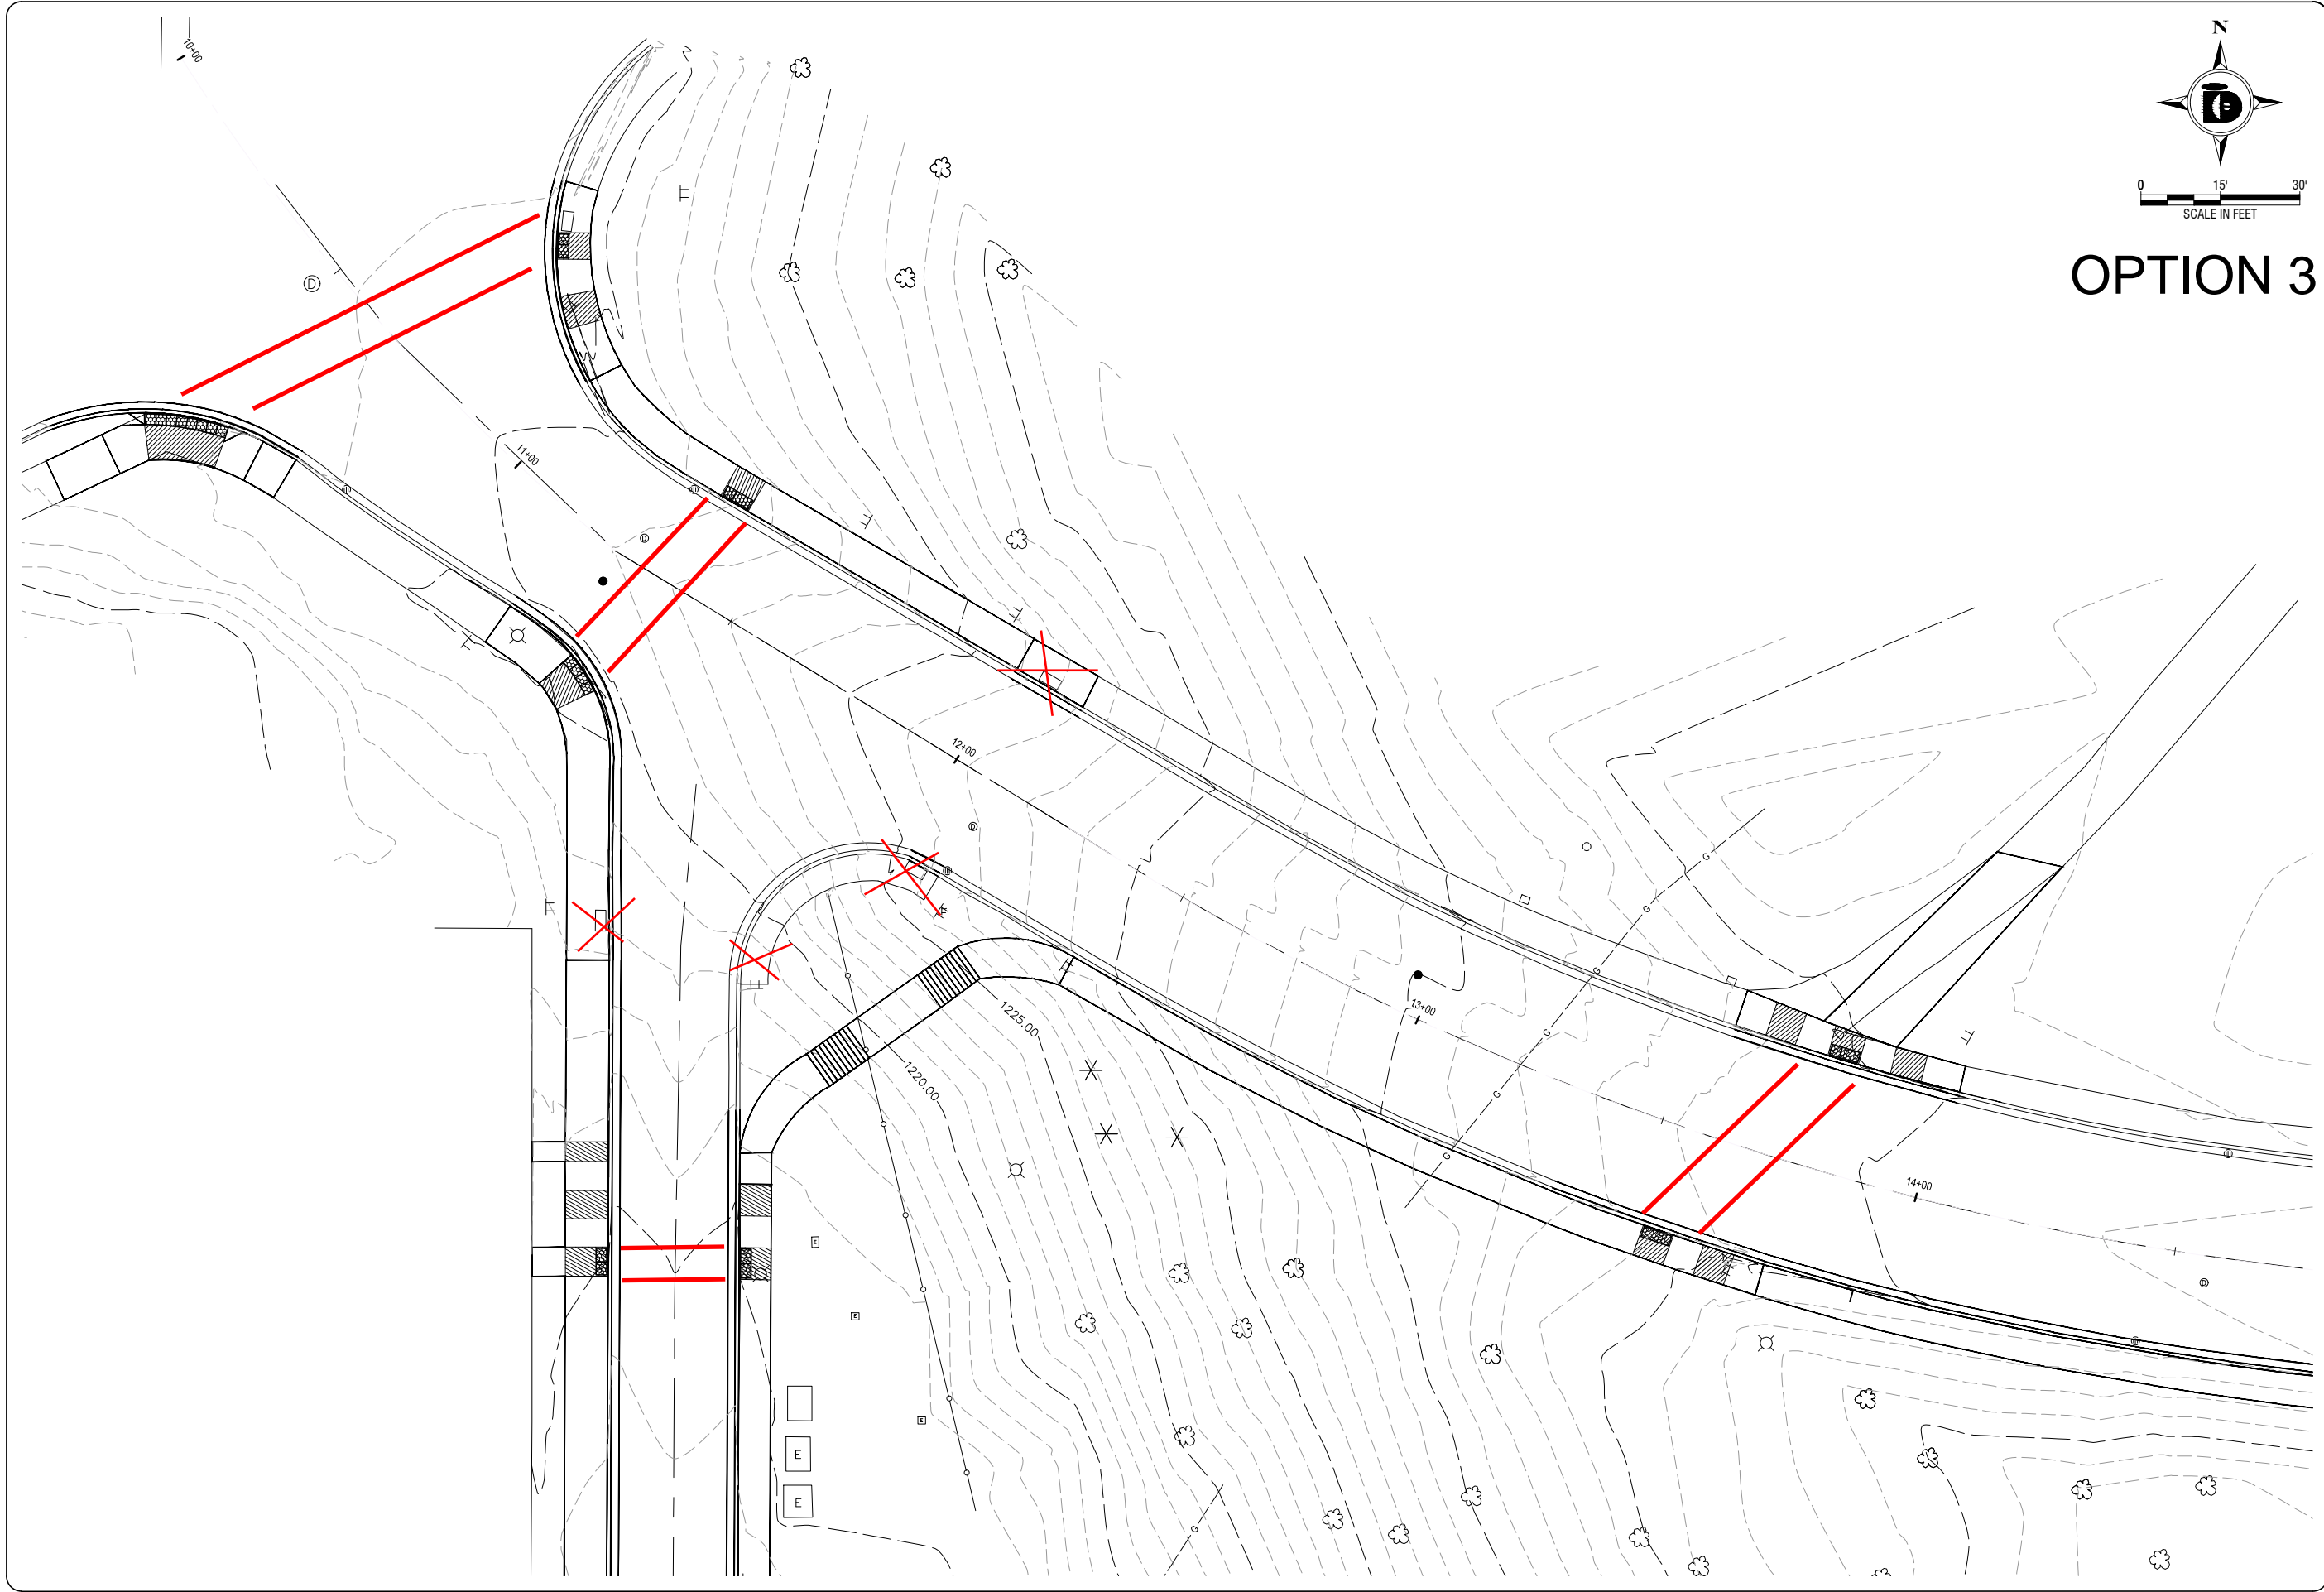 N
0 15' 30'
SCALE IN FEET
OPTION 3
10+00
D
11+00
D
12+00
D
G
G
G
G
G
G
13+00
14+00
D
1225.00
1220.00
E
E
E
E
E
G